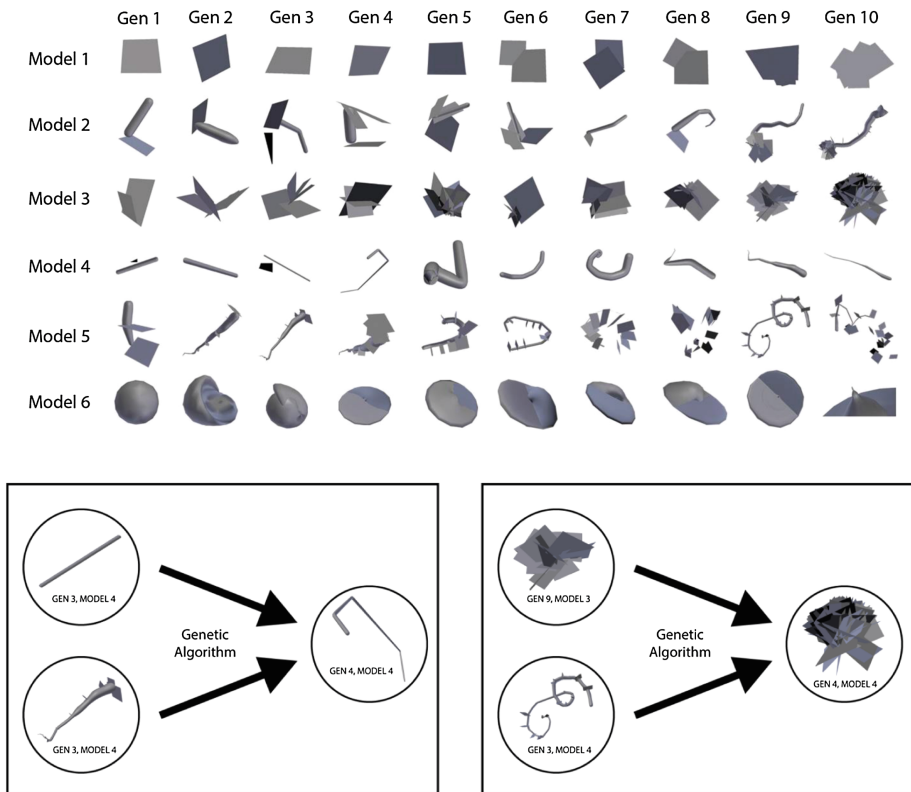 Gen 1 Gen 2 Gen 3 Gen 4 Gen 5 Gen 6 Gen 7 Gen 8 Gen 9 Gen 10
Model 1
Model 2
Model 3
Model 4
Model 5
Model 6
GEN 3, MODEL 4
Genetic
Algorithm
GEN 4, MODEL 4
GEN 3, MODEL 4
GEN 9, MODEL 3
Genetic
Algorithm
GEN 4, MODEL 4
GEN 3, MODEL 4